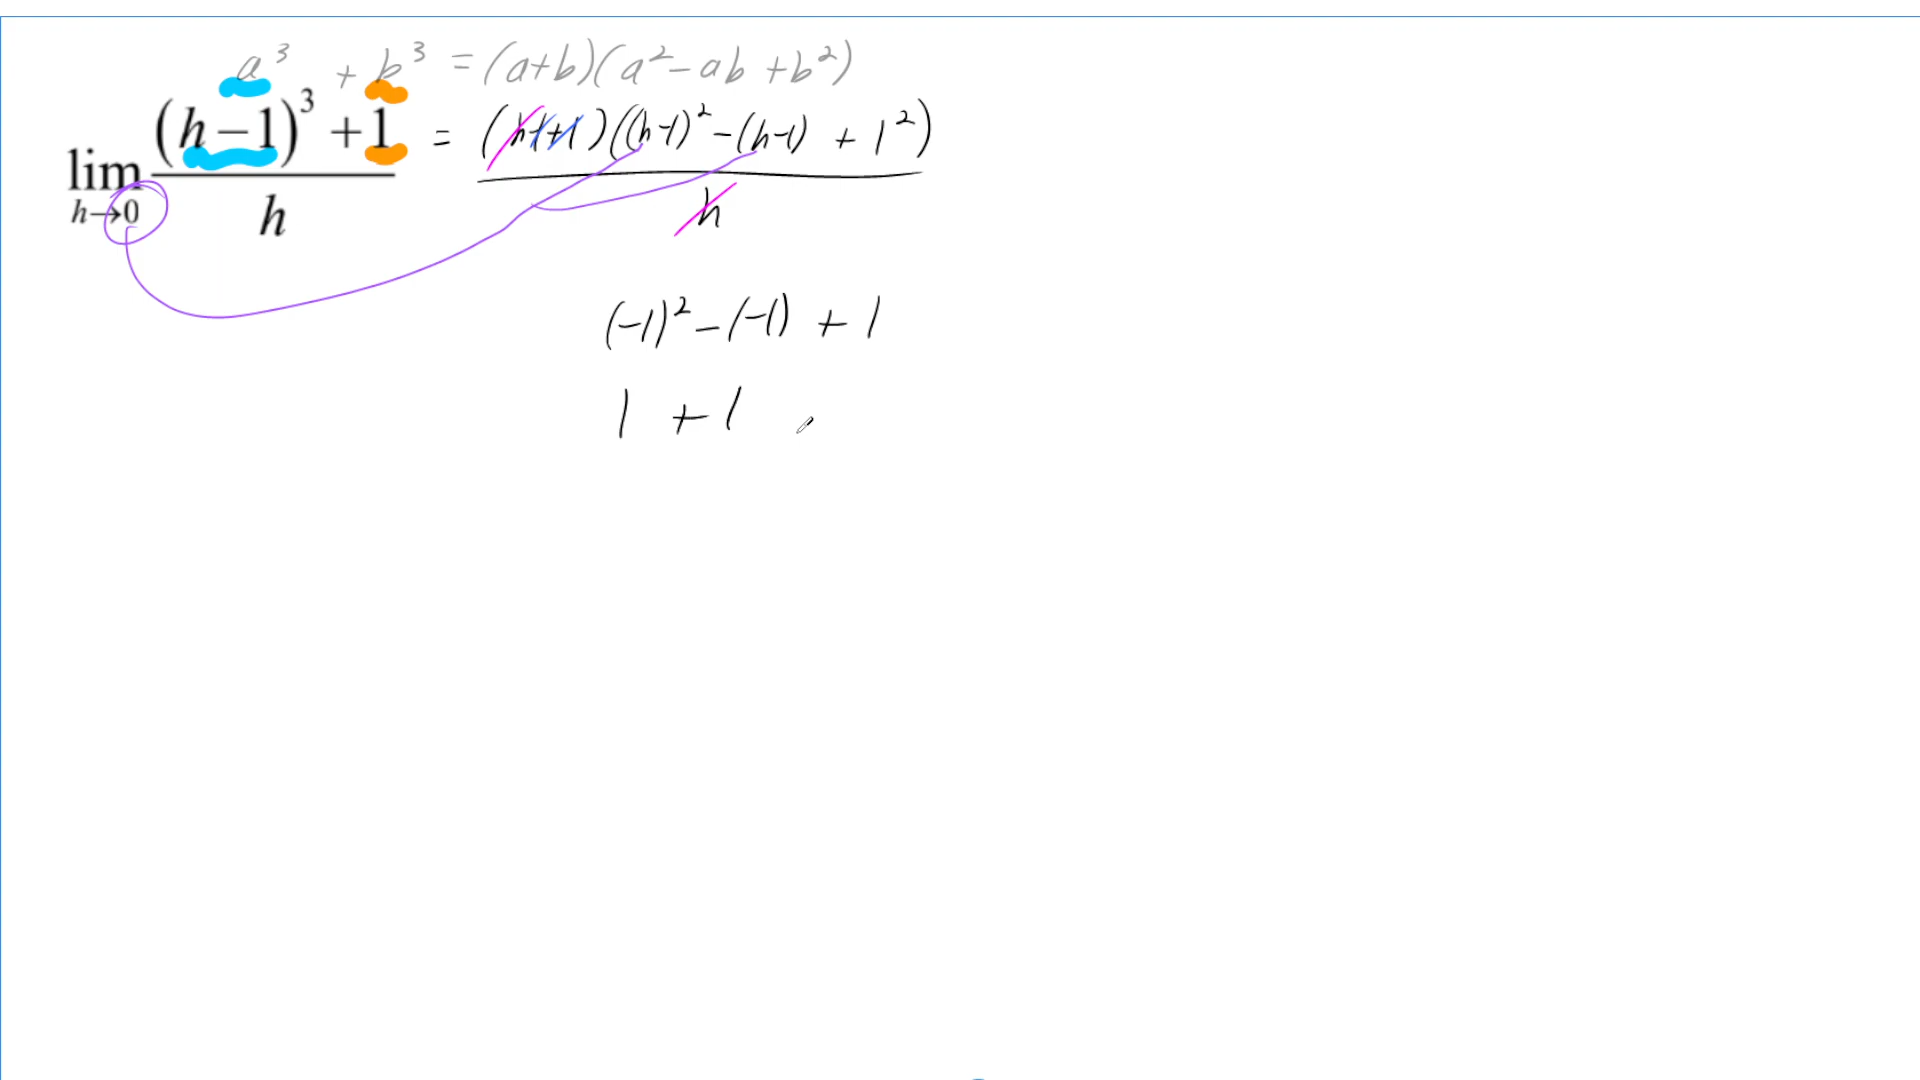 a³ + b³ = (a+b)(a²-ab+b²)
lim h→0 (h-1)³+1 / h = (h-1+1)((h-1)²-(h-1)+1²) / h
(-1)²-(-1)+1
1 +1